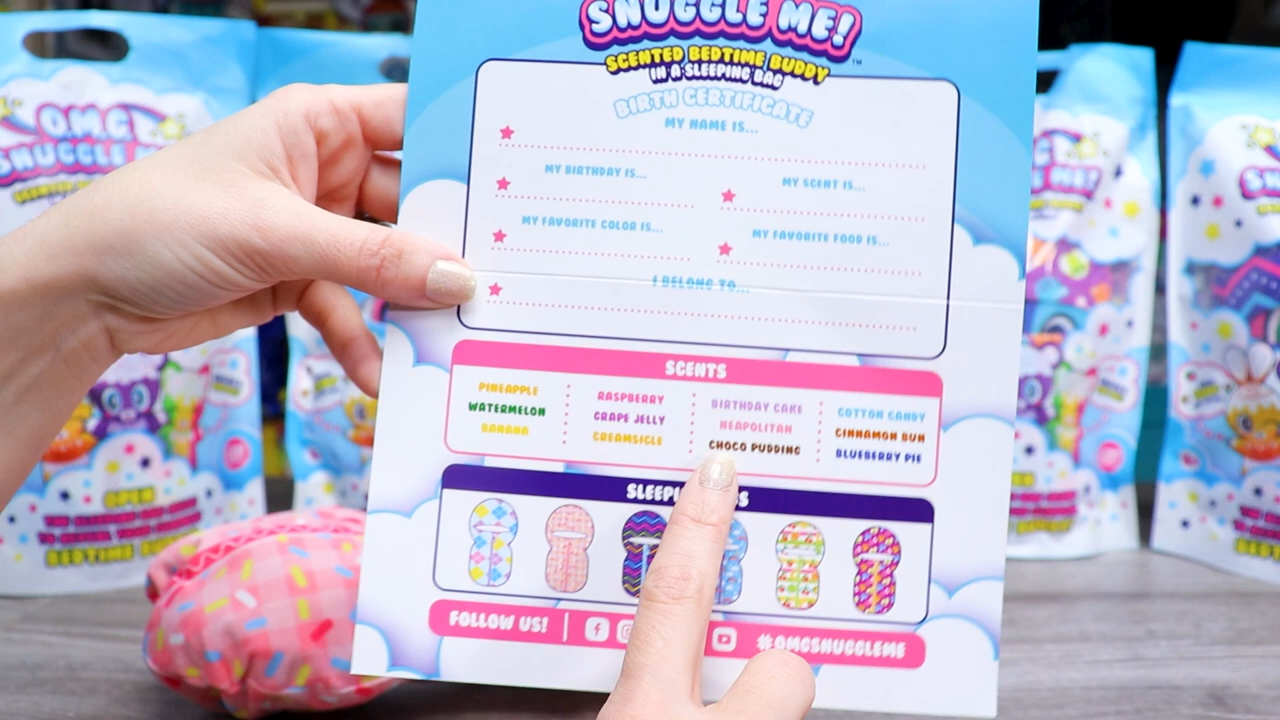 SNUGGLE ME!
™
SCENTED BEDTIME BUDDY
IN A SLEEPING BAG
BIRTH CERTIFICATE
MY NAME IS...
MY BIRTHDAY IS...
MY SCENT IS...
MY FAVORITE COLOR IS...
MY FAVORITE FOOD IS...
I BELONG TO...
SCENTS
PINEAPPLE
WATERMELON
BANANA
RASPBERRY
GRAPE JELLY
CREAMSICLE
BIRTHDAY CAKE
NEAPOLITAN
CHOCO PUDDING
COTTON CANDY
CINNAMON BUN
BLUEBERRY PIE
FOLLOW US!
#OMGSNUGGLEME
O.M.G.
SNUGGLE
OPEN
BEDTIME
ME!